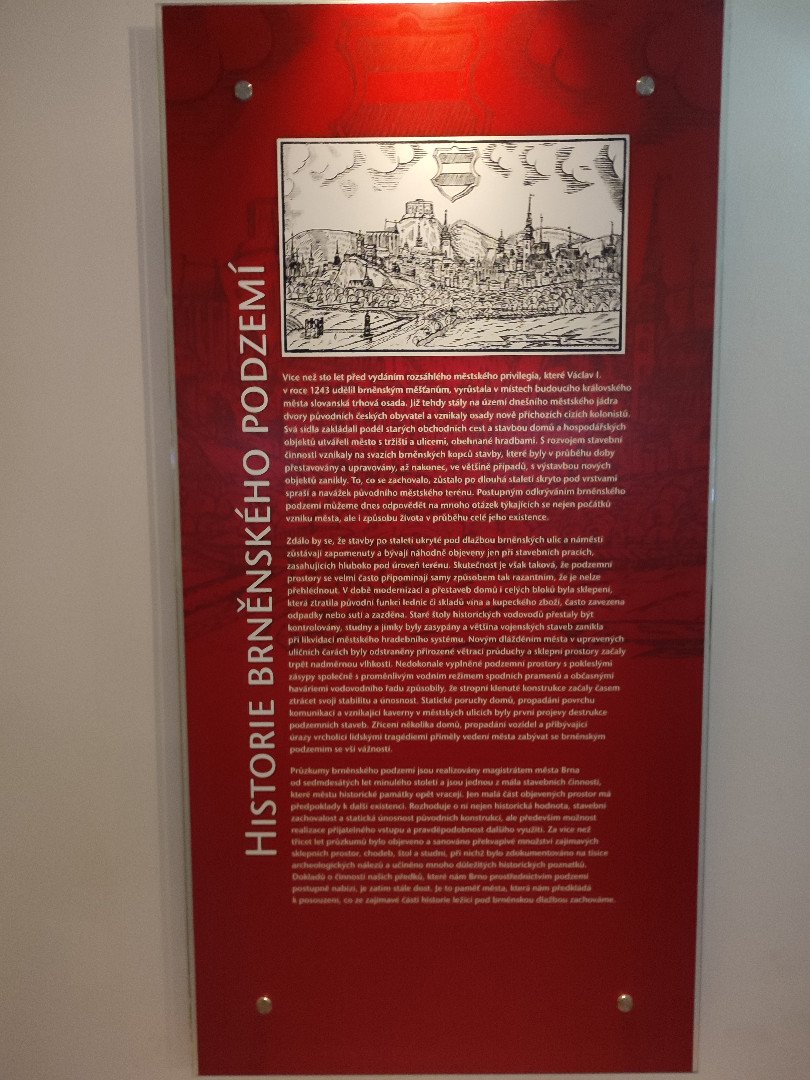 HISTORIE BRNĚNSKÉHO PODZEMÍ
Více než sto let před vydáním rozsáhlého městského privilegia, které Václav I.
v roce 1243 udělil brněnským měšťanům, vyrůstala v místech budoucího královského
města slovanská trhová osada. Již tehdy stály na území dnešního městského jádra
dvory původních českých obyvatel a vznikaly osady nově příchozích cizích kolonistů.
Svá sídla zakládali podél starých obchodních cest a stavbou domů a hospodářských
objektů utvářeli město s tržišti a ulicemi, obehnané hradbami. S rozvojem stavební
činnosti vznikaly na svazích brněnských kopců stavby, které byly v průběhu doby
přestavovány a upravovány, až nakonec, ve většině případů, s výstavbou nových
objektů zanikly. To, co se zachovalo, zůstalo po dlouhá staletí skryto pod vrstvami
spraší a navážek původního městského terénu. Postupným odkrýváním brněnského
podzemí můžeme dnes odpovědět na mnoho otázek týkajících se nejen počátků
vzniku města, ale i způsobu života v průběhu celé jeho existence.
Zdálo by se, že stavby po staletí ukryté pod dlažbou brněnských ulic a náměstí
zůstávají zapomenuty a bývají náhodně objeveny jen při stavebních pracích,
zasahujících hluboko pod úroveň terénu. Skutečnost je však taková, že podzemní
prostory se velmi často připomínají samy způsobem tak razantním, že je nelze
přehlédnout. V době modernizací a přestaveb domů i celých bloků byla sklepení,
která ztratila původní funkci lednic či skladů vína a kupeckého zboží, často zavezena
odpadky nebo sutí a zazděna. Staré štoly historických vodovodů přestaly být
kontrolovány, studny a jímky byly zasypány a většina vojenských staveb zanikla
při likvidaci městského hradebního systému. Novým dlážděním města v upravených
uličních čarách byly odstraněny přirozené větrací průduchy a sklepní prostory začaly
trpět nadměrnou vlhkostí. Nedokonale vyplněné podzemní prostory s pokleslými
zásypy společně s proměnlivým vodním režimem spodních pramenů a občasnými
haváriemi vodovodního řadu způsobily, že stropní klenuté konstrukce začaly časem
ztrácet svoji stabilitu a únosnost. Statické poruchy domů, propadání povrchu
komunikací a vznikající kaverny v městských ulicích byly první projevy destrukce
podzemních staveb. Zřícení několika domů, propadání vozidel a přibývající
úrazy vrcholící lidskými tragédiemi přiměly vedení města zabývat se brněnským
podzemím se vší vážností.
Průzkumy brněnského podzemí jsou realizovány magistrátem města Brna
od sedmdesátých let minulého století a jsou jednou z mála stavebních činností,
které městu historické památky opět vracejí. Jen malá část objevených prostor má
předpoklady k další existenci. Rozhoduje o ní nejen historická hodnota, stavební
zachovalost a statická únosnost původních konstrukcí, ale především možnost
realizace přijatelného vstupu a pravděpodobnost dalšího využití. Za více než
třicet let průzkumů bylo objeveno a sanováno překvapivé množství zajímavých
sklepních prostor, chodeb, štol a studní, při nichž bylo zdokumentováno na tisíce
archeologických nálezů a učiněno mnoho důležitých historických poznatků.
Dokladů o činnosti našich předků, které nám Brno prostřednictvím podzemí
postupně nabízí, je zatím stále dost. Je to paměť města, která nám předkládá
k posouzení, co ze zajímavé části historie ležící pod brněnskou dlažbou zachováme.